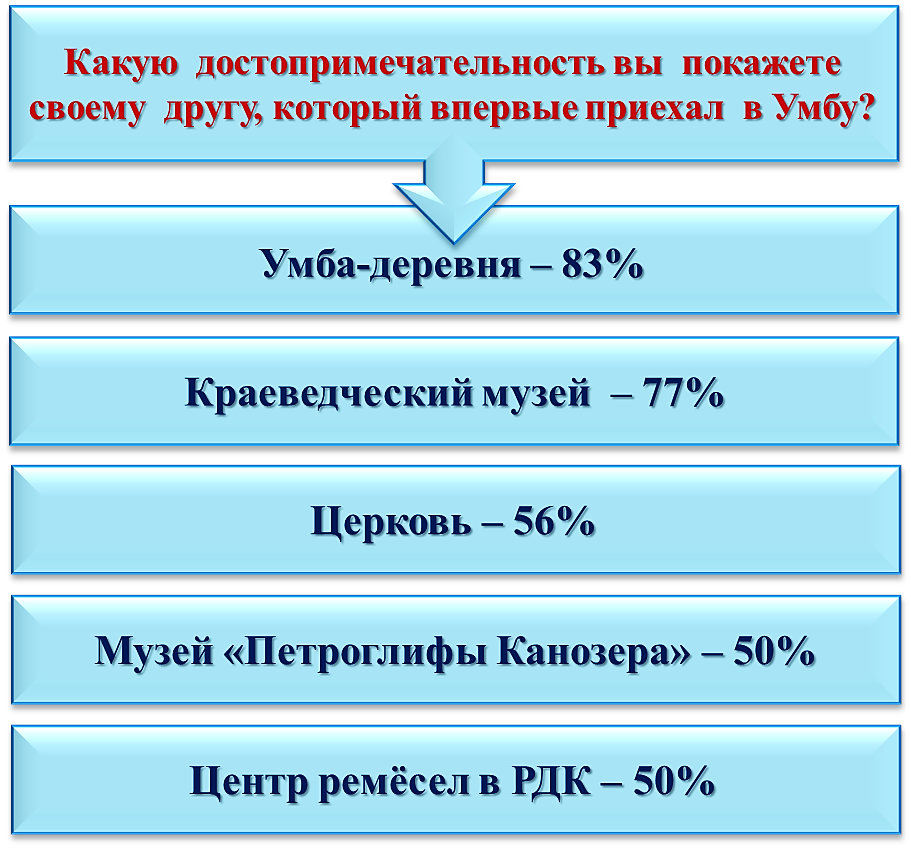 Какую достопримечательность вы покажете
своему другу, который впервые приехал в Умбу?
Умба-деревня – 83%
Краеведческий музей – 77%
Церковь – 56%
Музей «Петроглифы Канозера» – 50%
Центр ремёсел в РДК – 50%